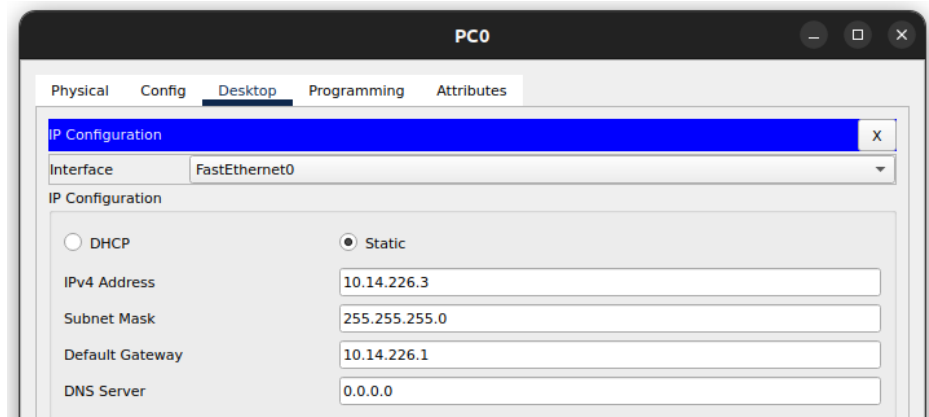 PC0
Physical Config Desktop Programming Attributes
IP Configuration X
Interface FastEthernet0
IP Configuration
DHCP Static
IPv4 Address 10.14.226.3
Subnet Mask 255.255.255.0
Default Gateway 10.14.226.1
DNS Server 0.0.0.0